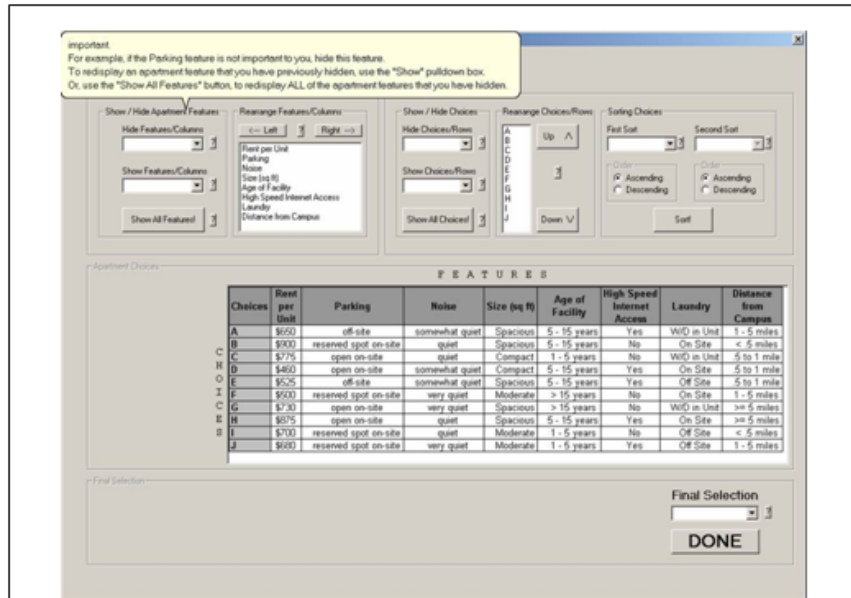 important.
For example, if the Parking feature is not important to you, hide this feature.
To redisplay an apartment feature that you have previously hidden, use the "Show" pulldown box.
Or, use the "Show All Features" button, to redisplay ALL of the apartment features that you have hidden.
Show / Hide Apartment Features
Hide Features/Columns
?
Show Features/Columns
?
Show All Features!
?
Rearrange Features/Columns
<-- Left
?
Right -->
Rent per Unit
Parking
Noise
Size (sq ft)
Age of Facility
High Speed Internet Access
Laundry
Distance from Campus
Show / Hide Choices
Hide Choices/Rows
?
Show Choices/Rows
?
Show All Choices!
?
Rearrange Choices/Rows
A
B
C
D
E
F
G
H
I
J
Up Λ
?
Down V
Sorting Choices
First Sort
?
Second Sort
?
Order
Ascending
Descending
Order
Ascending
Descending
Sort!
Apartment Choices
F E A T U R E S
C H O I C E S
Choices Rent per Unit Parking Noise Size (sq ft) Age of Facility High Speed Internet Access Laundry Distance from Campus
A $650 off-site somewhat quiet Spacious 5 - 15 years Yes W/D in Unit 1 - 5 miles
B $900 reserved spot on-site quiet Spacious 5 - 15 years No On Site < .5 miles
C $775 open on-site quiet Compact 1 - 5 years No W/D in Unit .5 to 1 mile
D $460 open on-site somewhat quiet Compact 5 - 15 years Yes On Site .5 to 1 mile
E $525 off-site somewhat quiet Spacious 5 - 15 years Yes Off Site .5 to 1 mile
F $500 reserved spot on-site very quiet Moderate > 15 years No On Site 1 - 5 miles
G $730 open on-site very quiet Spacious > 15 years No W/D in Unit >= 5 miles
H $875 open on-site quiet Spacious 5 - 15 years Yes On Site >= 5 miles
I $700 reserved spot on-site quiet Moderate 1 - 5 years No Off Site < .5 miles
J $680 reserved spot on-site very quiet Moderate 1 - 5 years Yes Off Site 1 - 5 miles
Final Selection
Final Selection
?
DONE